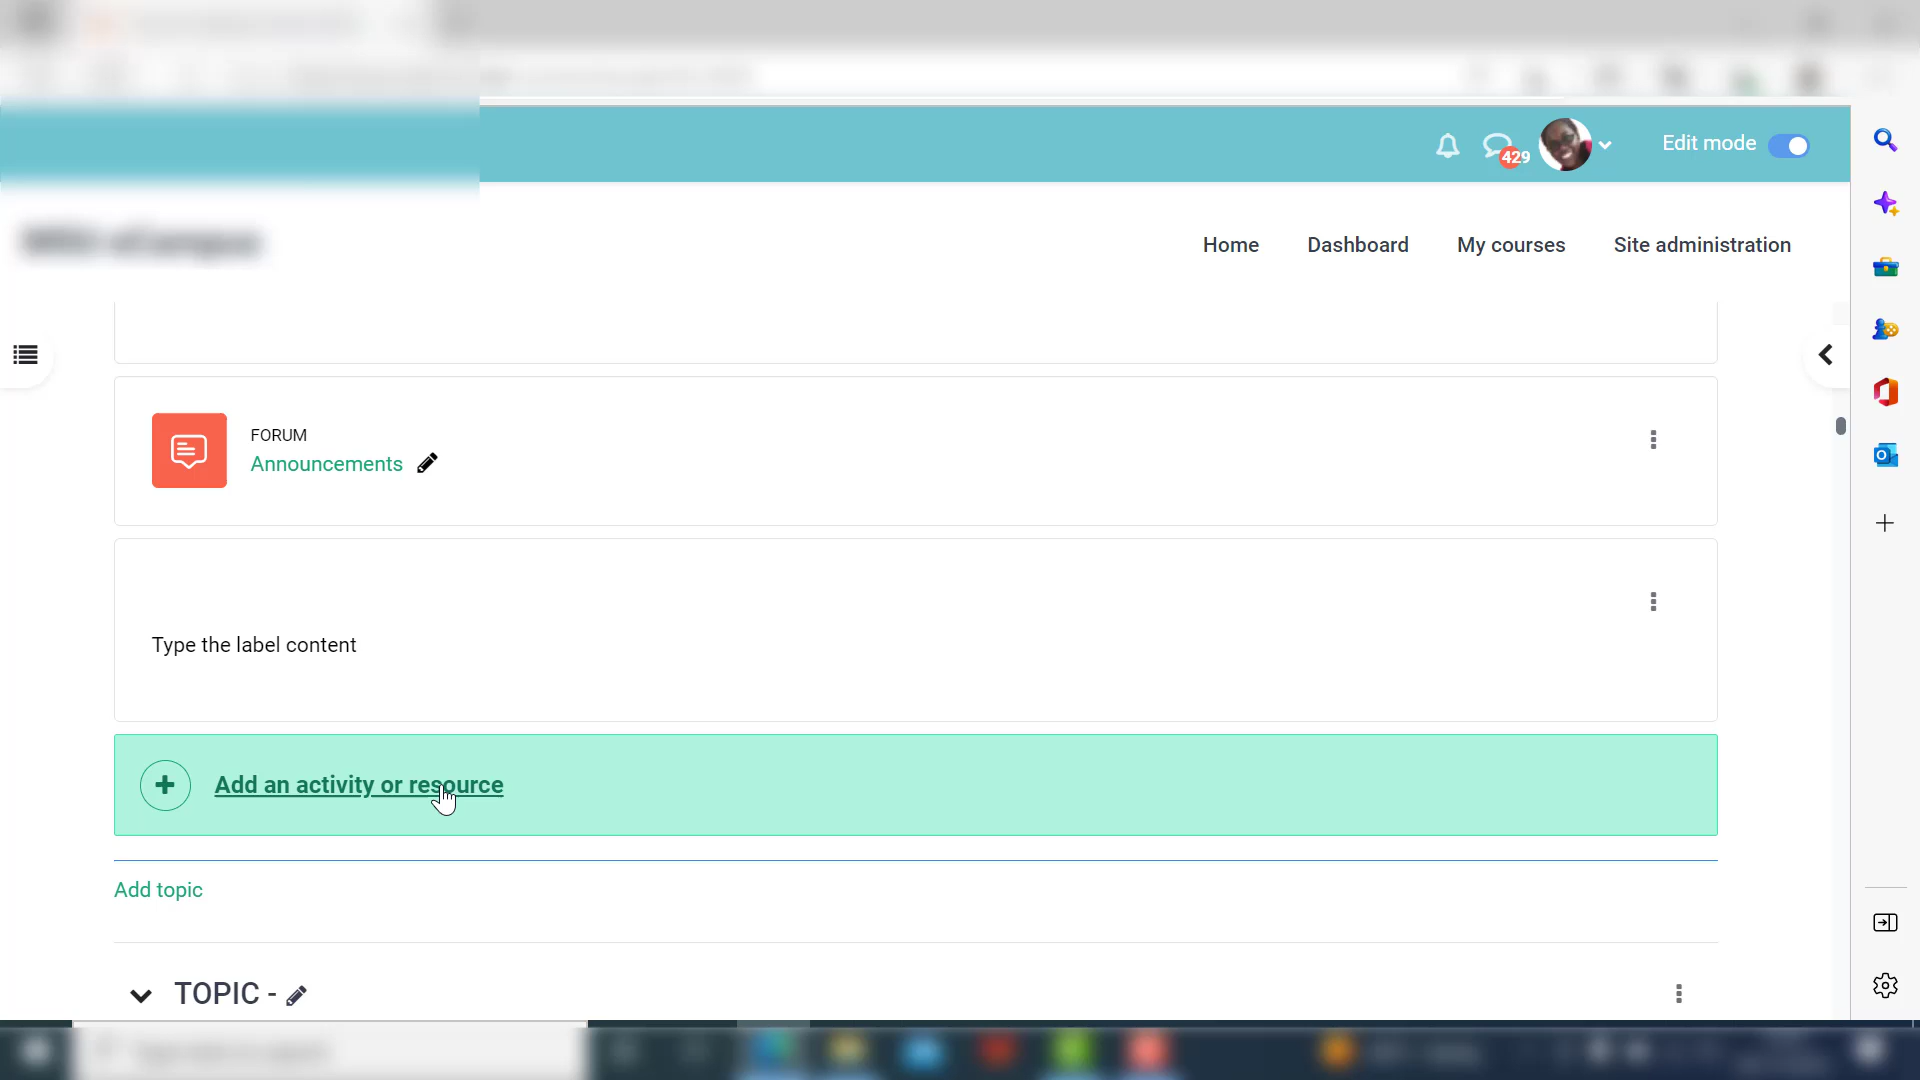 429
Edit mode
Home Dashboard My courses Site administration
FORUM
Announcements
Type the label content
Add an activity or resource
Add topic
TOPIC -